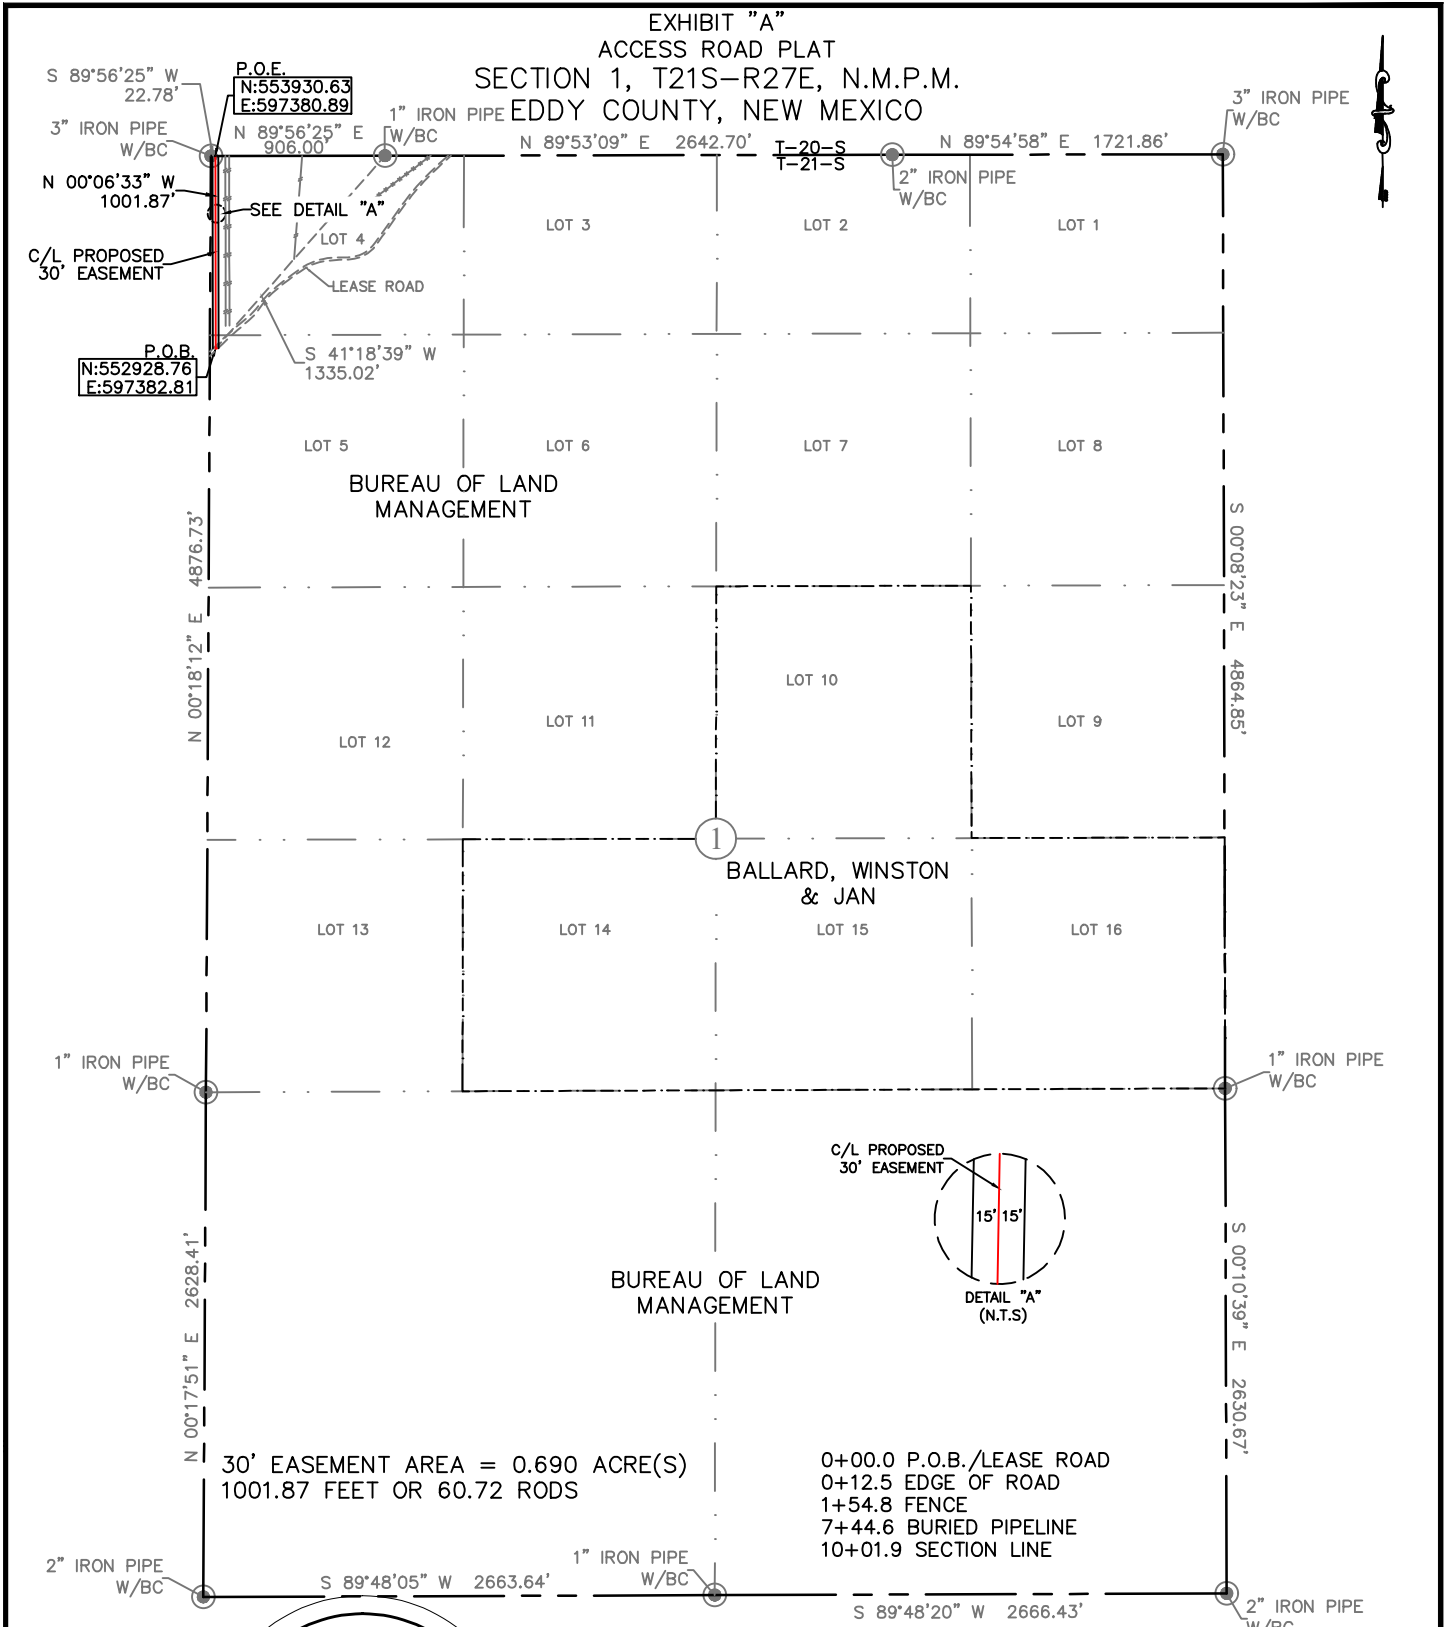 EXHIBIT "A"
ACCESS ROAD PLAT
SECTION 1, T21S-R27E, N.M.P.M.
EDDY COUNTY, NEW MEXICO
S 89°56'25" W
22.78'
P.O.E.
N:553930.63
E:597380.89
3" IRON PIPE
W/BC
N 89°56'25" E
906.00'
1" IRON PIPE
W/BC
N 89°53'09" E 2642.70'
T-20-S
T-21-S
2" IRON PIPE
W/BC
N 89°54'58" E 1721.86'
3" IRON PIPE
W/BC
N 00°06'33" W
1001.87'
SEE DETAIL "A"
C/L PROPOSED
30' EASEMENT
LOT 4
LOT 3
LOT 2
LOT 1
LEASE ROAD
P.O.B.
N:552928.76
E:597382.81
S 41°18'39" W
1335.02'
LOT 5
LOT 6
LOT 7
LOT 8
BUREAU OF LAND
MANAGEMENT
N 00°18'12" E 4876.73'
S 00°08'23" E 4864.85'
LOT 10
LOT 11
LOT 9
LOT 12
1
BALLARD, WINSTON
& JAN
LOT 13
LOT 14
LOT 15
LOT 16
1" IRON PIPE
W/BC
1" IRON PIPE
W/BC
C/L PROPOSED
30' EASEMENT
15' 15'
DETAIL "A"
(N.T.S)
BUREAU OF LAND
MANAGEMENT
N 00°17'51" E 2628.41'
S 00°10'39" E 2630.67'
30' EASEMENT AREA = 0.690 ACRE(S)
1001.87 FEET OR 60.72 RODS
0+00.0 P.O.B./LEASE ROAD
0+12.5 EDGE OF ROAD
1+54.8 FENCE
7+44.6 BURIED PIPELINE
10+01.9 SECTION LINE
2" IRON PIPE
W/BC
S 89°48'05" W 2663.64'
1" IRON PIPE
W/BC
S 89°48'20" W 2666.43'
2" IRON PIPE
W/BC